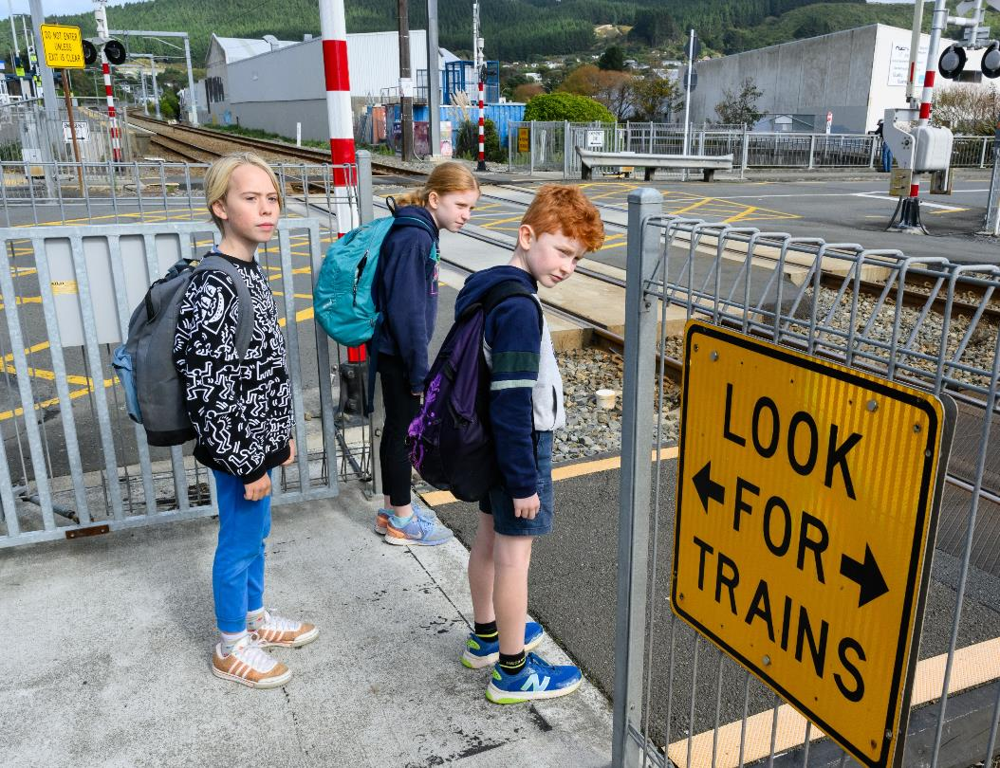 DO NOT ENTER
UNLESS
EXIT IS CLEAR
LOOK
FOR
TRAINS
N